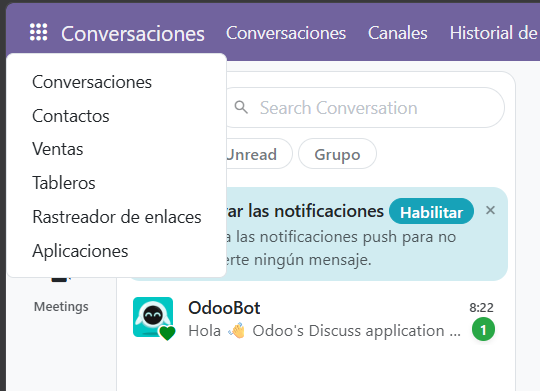 Conversaciones Conversaciones Canales Historial de
Conversaciones
Contactos
Ventas
Tableros
Rastreador de enlaces
Aplicaciones
Search Conversation
Unread Grupo
las notificaciones Habilitar
a las notificaciones push para no
ningún mensaje.
Meetings
OdooBot 8:22
Hola 👋 Odoo's Discuss application ... 1